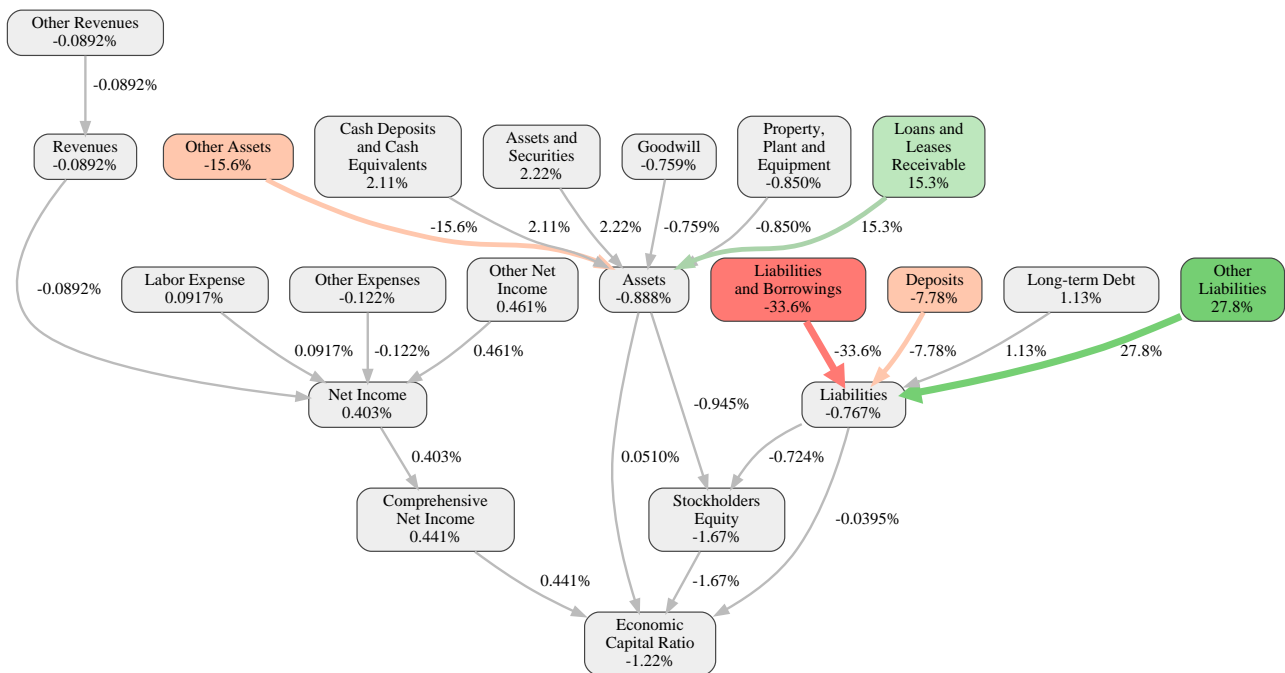 Other Revenues
-0.0892%
-0.0892%
Revenues
-0.0892%
Other Assets
-15.6%
Cash Deposits
and Cash
Equivalents
2.11%
Assets and
Securities
2.22%
Goodwill
-0.759%
Property,
Plant and
Equipment
-0.850%
Loans and
Leases
Receivable
15.3%
-15.6%
2.11%
2.22%
-0.759%
-0.850%
15.3%
-0.0892%
Labor Expense
0.0917%
Other Expenses
-0.122%
Other Net
Income
0.461%
Assets
-0.888%
Liabilities
and Borrowings
-33.6%
Deposits
-7.78%
Long-term Debt
1.13%
Other
Liabilities
27.8%
0.0917%
-0.122%
0.461%
-33.6%
-7.78%
1.13%
27.8%
Net Income
0.403%
-0.945%
Liabilities
-0.767%
0.403%
0.0510%
-0.724%
Comprehensive
Net Income
0.441%
Stockholders
Equity
-1.67%
-0.0395%
0.441%
-1.67%
Economic
Capital Ratio
-1.22%